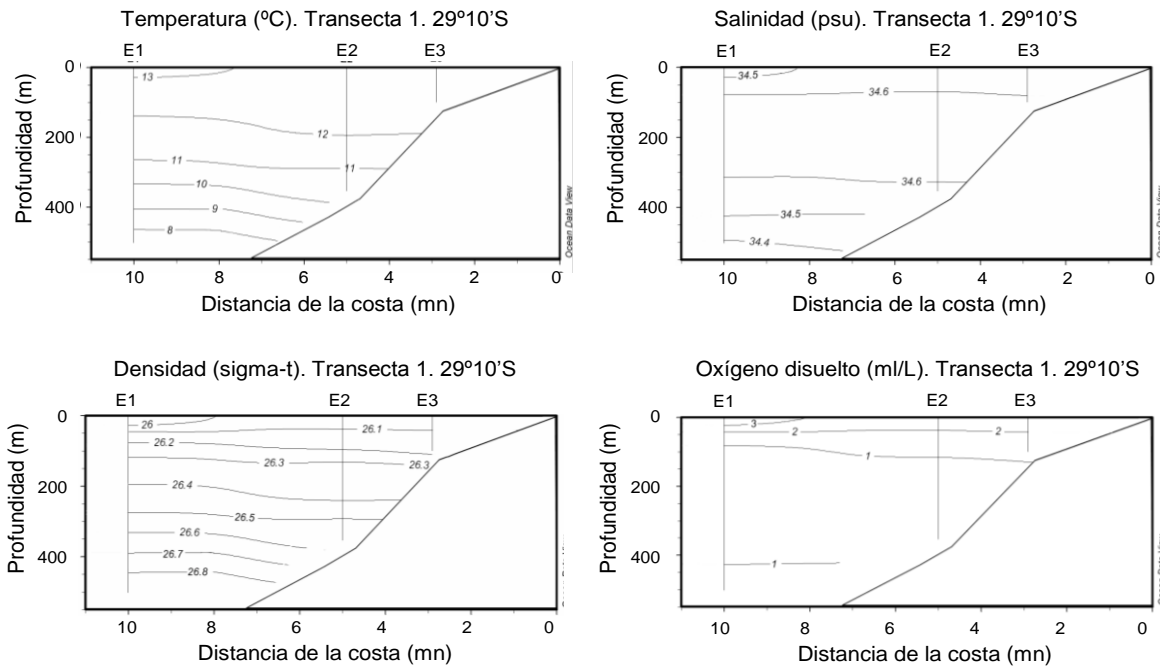 Temperatura (ºC). Transecta 1. 29º10'S
E1 E2 E3
Profundidad (m)
0
200
400
13
12
11 11
10
9
8
Ocean Data View
10 8 6 4 2 0
Distancia de la costa (mn)
Salinidad (psu). Transecta 1. 29º10'S
E1 E2 E3
Profundidad (m)
0
200
400
34.5
34.6
34.6
34.5
34.4
Ocean Data View
10 8 6 4 2 0
Distancia de la costa (mn)
Densidad (sigma-t). Transecta 1. 29º10'S
E1 E2 E3
Profundidad (m)
0
200
400
26
26.1
26.2
26.3 26.3
26.4
26.5
26.6
26.7
26.8
10 8 6 4 2 0
Distancia de la costa (mn)
Oxígeno disuelto (ml/L). Transecta 1. 29º10'S
E1 E2 E3
Profundidad (m)
0
200
400
3
2 2
1
1
Ocean Data View
10 8 6 4 2 0
Distancia de la costa (mn)